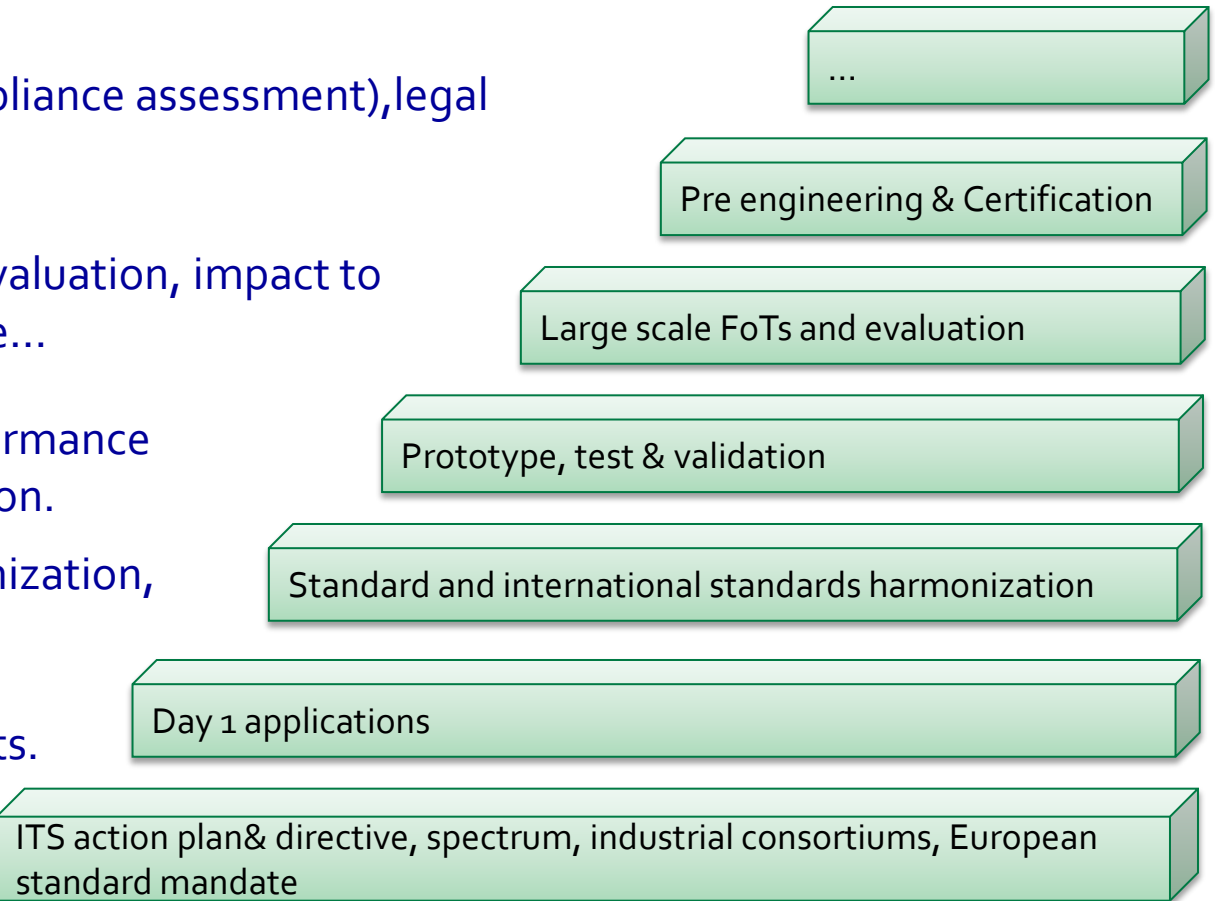 ...
pliance assessment),legal
Pre engineering & Certification
valuation, impact to
e...
Large scale FoTs and evaluation
ormance
on.
Prototype, test & validation
nization,
Standard and international standards harmonization
Day 1 applications
ts.
ITS action plan& directive, spectrum, industrial consortiums, European
standard mandate